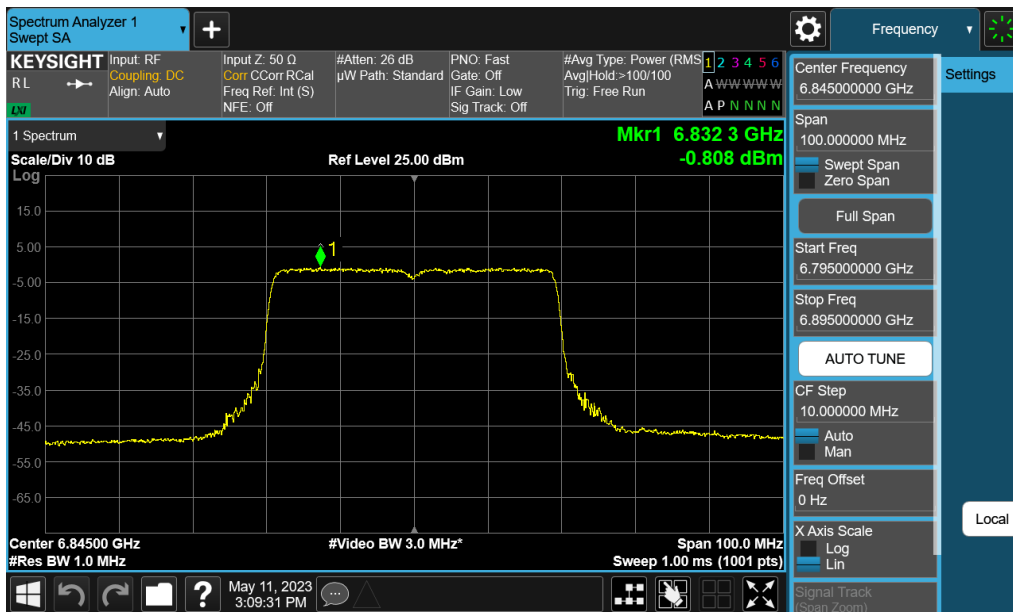 Spectrum Analyzer 1
Swept SA
Frequency
KEYSIGHT
R L
LXI
Input: RF
Coupling: DC
Align: Auto
Input Z: 50 Ω
Corr CCorr RCal
Freq Ref: Int (S)
NFE: Off
#Atten: 26 dB
µW Path: Standard
PNO: Fast
Gate: Off
IF Gain: Low
Sig Track: Off
#Avg Type: Power (RMS
Avg|Hold:>100/100
Trig: Free Run
1 2 3 4 5 6
A W W W W W
A P N N N N
1 Spectrum
Mkr1 6.832 3 GHz
-0.808 dBm
Scale/Div 10 dB
Ref Level 25.00 dBm
Log
15.0
5.00
-5.00
-15.0
-25.0
-35.0
-45.0
-55.0
-65.0
1
Center 6.84500 GHz
#Video BW 3.0 MHz*
Span 100.0 MHz
#Res BW 1.0 MHz
Sweep 1.00 ms (1001 pts)
May 11, 2023
3:09:31 PM
Center Frequency
6.845000000 GHz
Span
100.000000 MHz
Swept Span
Zero Span
Full Span
Start Freq
6.795000000 GHz
Stop Freq
6.895000000 GHz
AUTO TUNE
CF Step
10.000000 MHz
Auto
Man
Freq Offset
0 Hz
X Axis Scale
Log
Lin
Signal Track
(Span Zoom)
Settings
Local